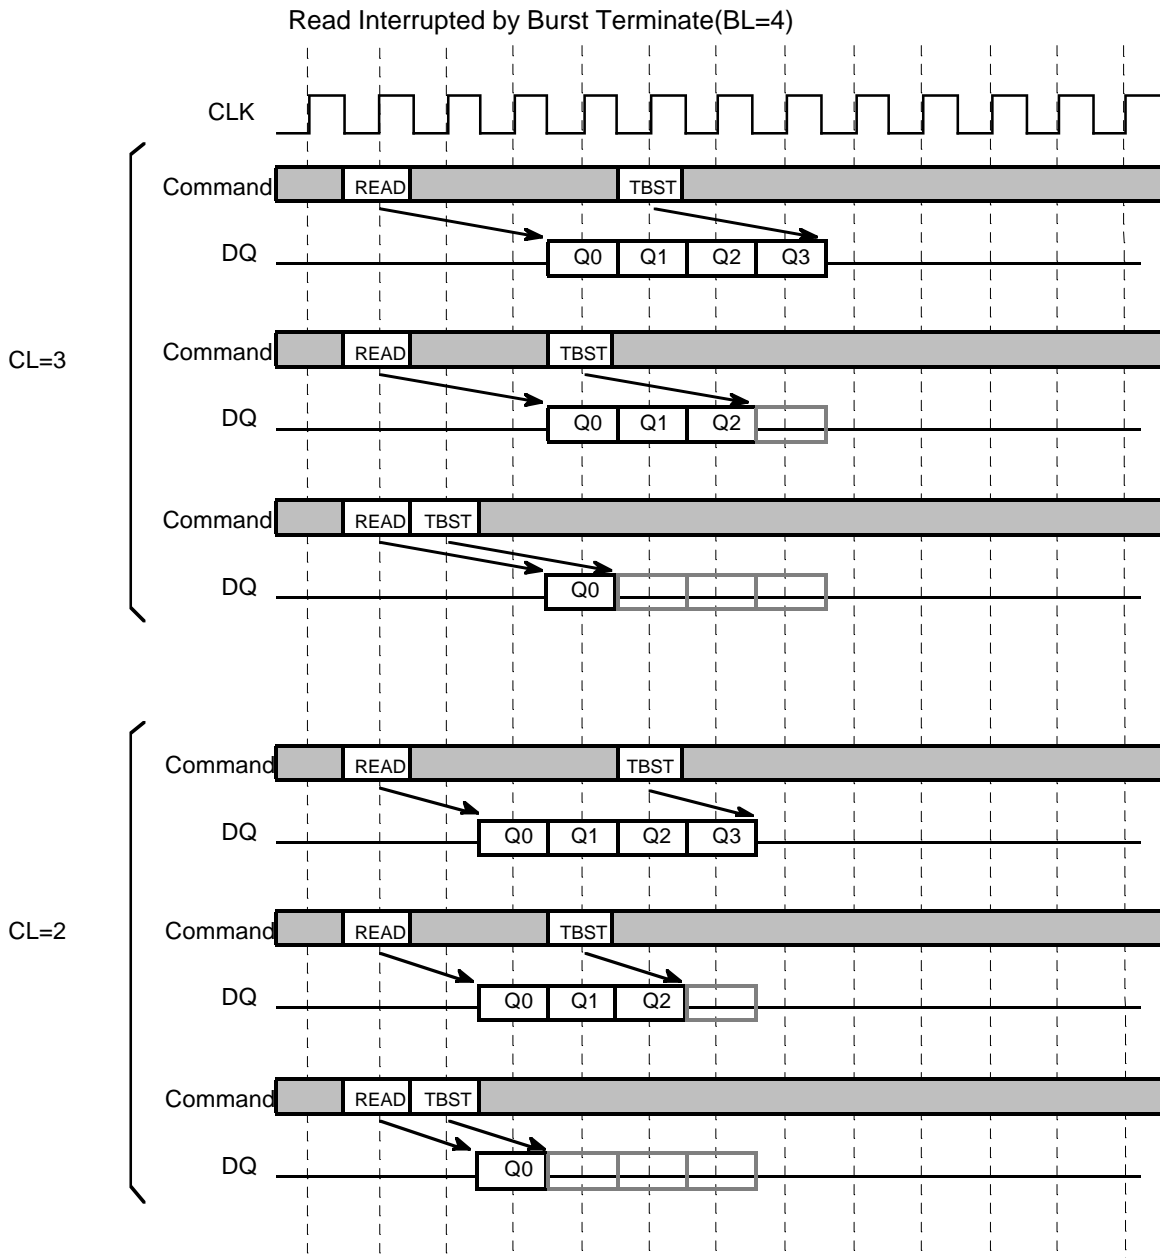 Read Interrupted by Burst Terminate(BL=4)
CLK
Command READ TBST
DQ Q0 Q1 Q2 Q3
CL=3
Command READ TBST
DQ Q0 Q1 Q2
Command READ TBST
DQ Q0
Command READ TBST
DQ Q0 Q1 Q2 Q3
CL=2
Command READ TBST
DQ Q0 Q1 Q2
Command READ TBST
DQ Q0